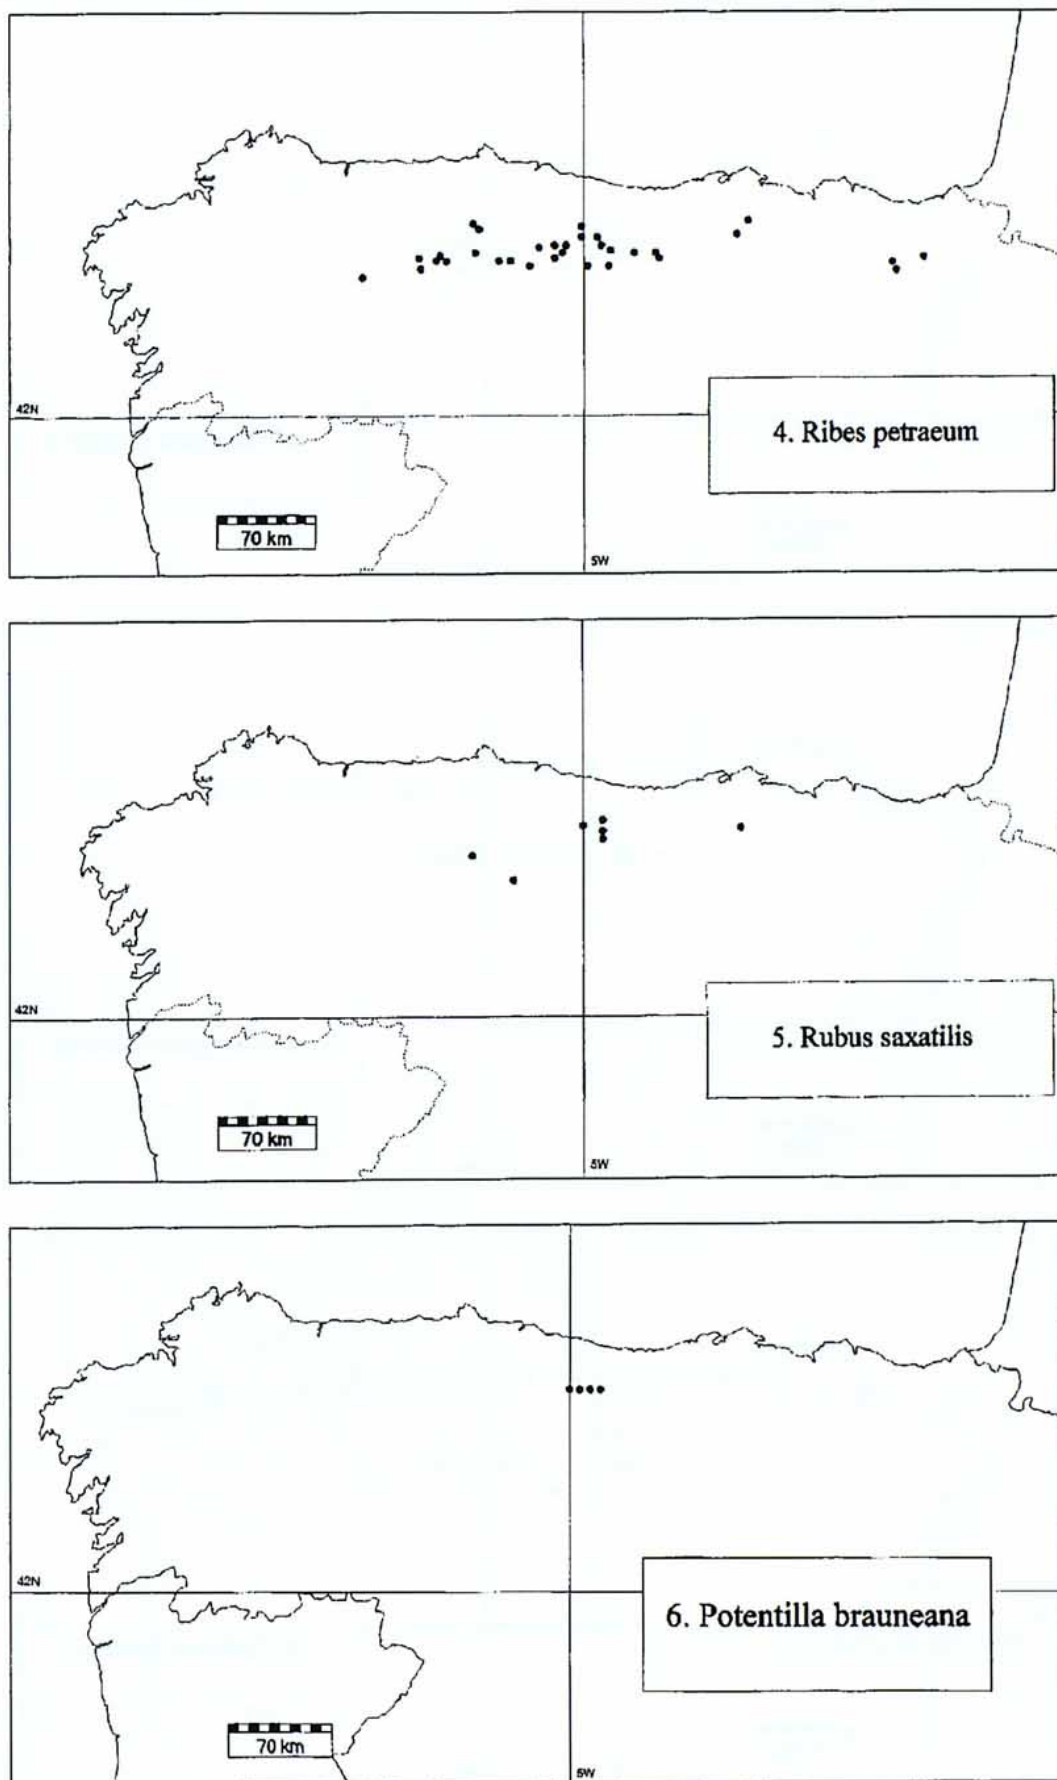 42N
4. Ribes petraeum
70 km
5W
42N
5. Rubus saxatilis
70 km
5W
42N
6. Potentilla brauneana
70 km
5W